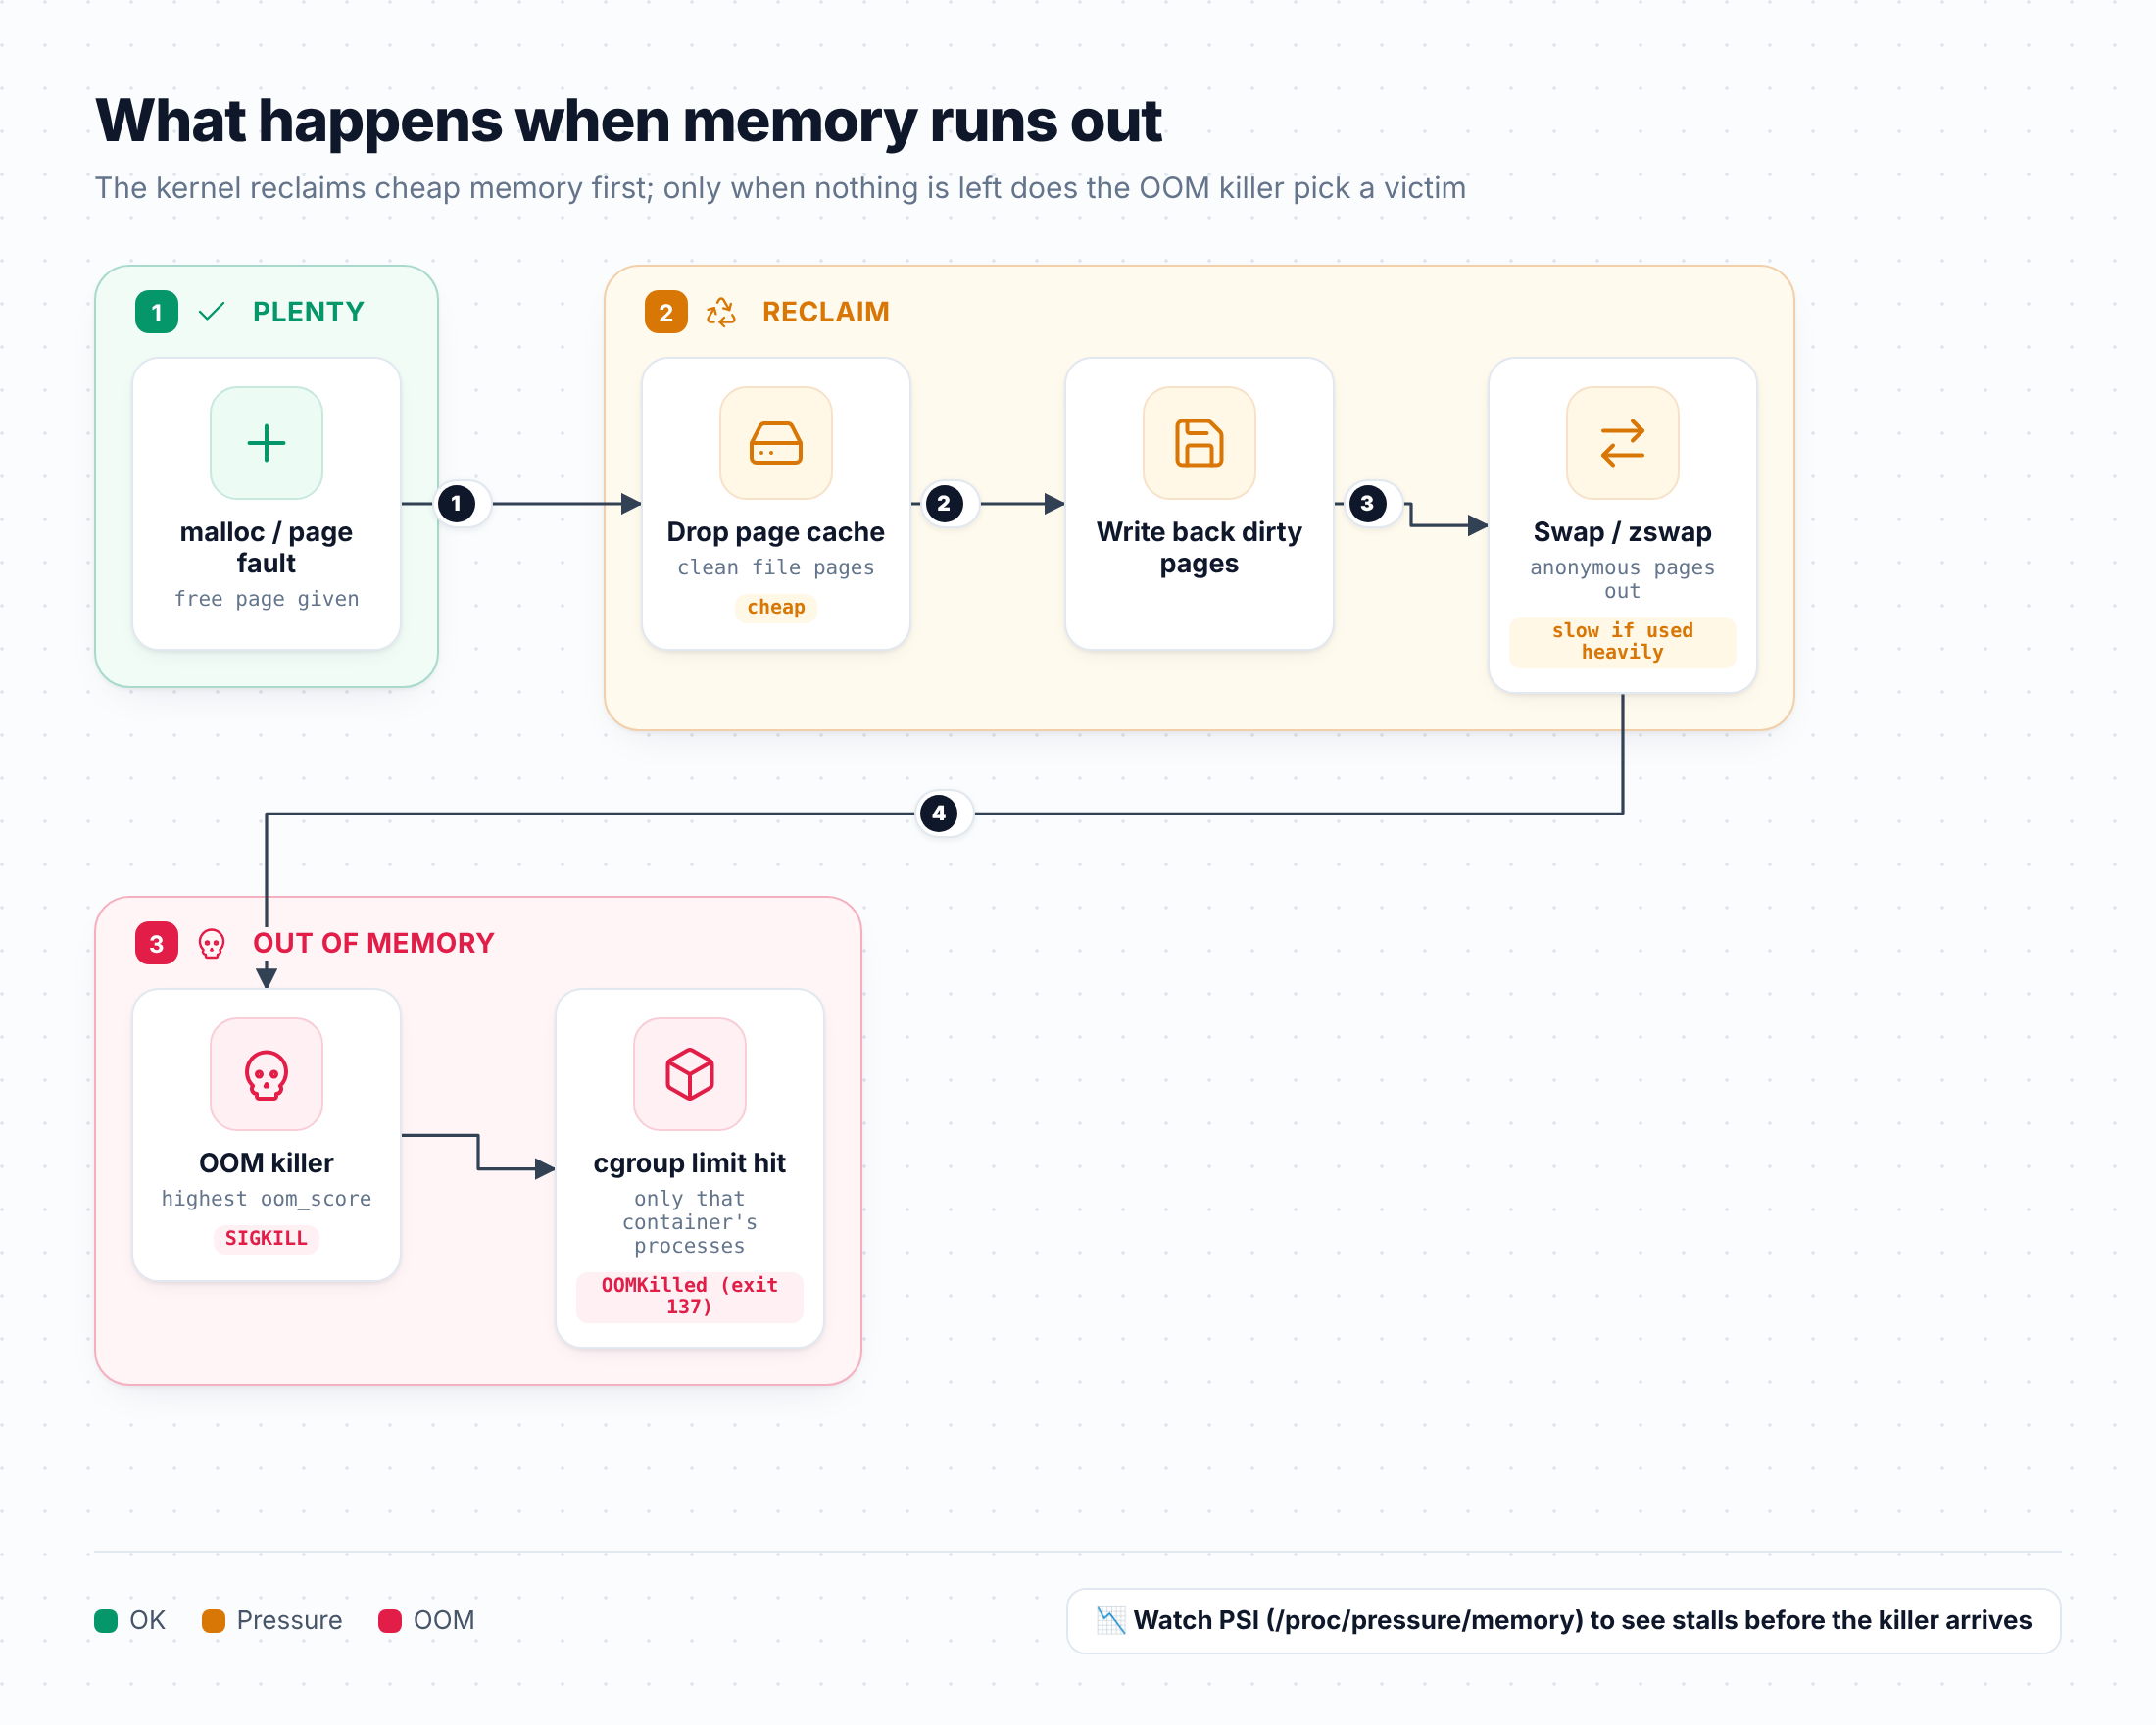 What happens when memory runs out
The kernel reclaims cheap memory first; only when nothing is left does the OOM killer pick a victim
1 PLENTY
malloc / page
fault
free page given
1
2 RECLAIM
Drop page cache
clean file pages
cheap
2
Write back dirty
pages
3
Swap / zswap
anonymous pages
out
slow if used
heavily
4
3 OUT OF MEMORY
OOM killer
highest oom_score
SIGKILL
cgroup limit hit
only that
container's
processes
OOMKilled (exit
137)
OK
Pressure
OOM
Watch PSI (/proc/pressure/memory) to see stalls before the killer arrives